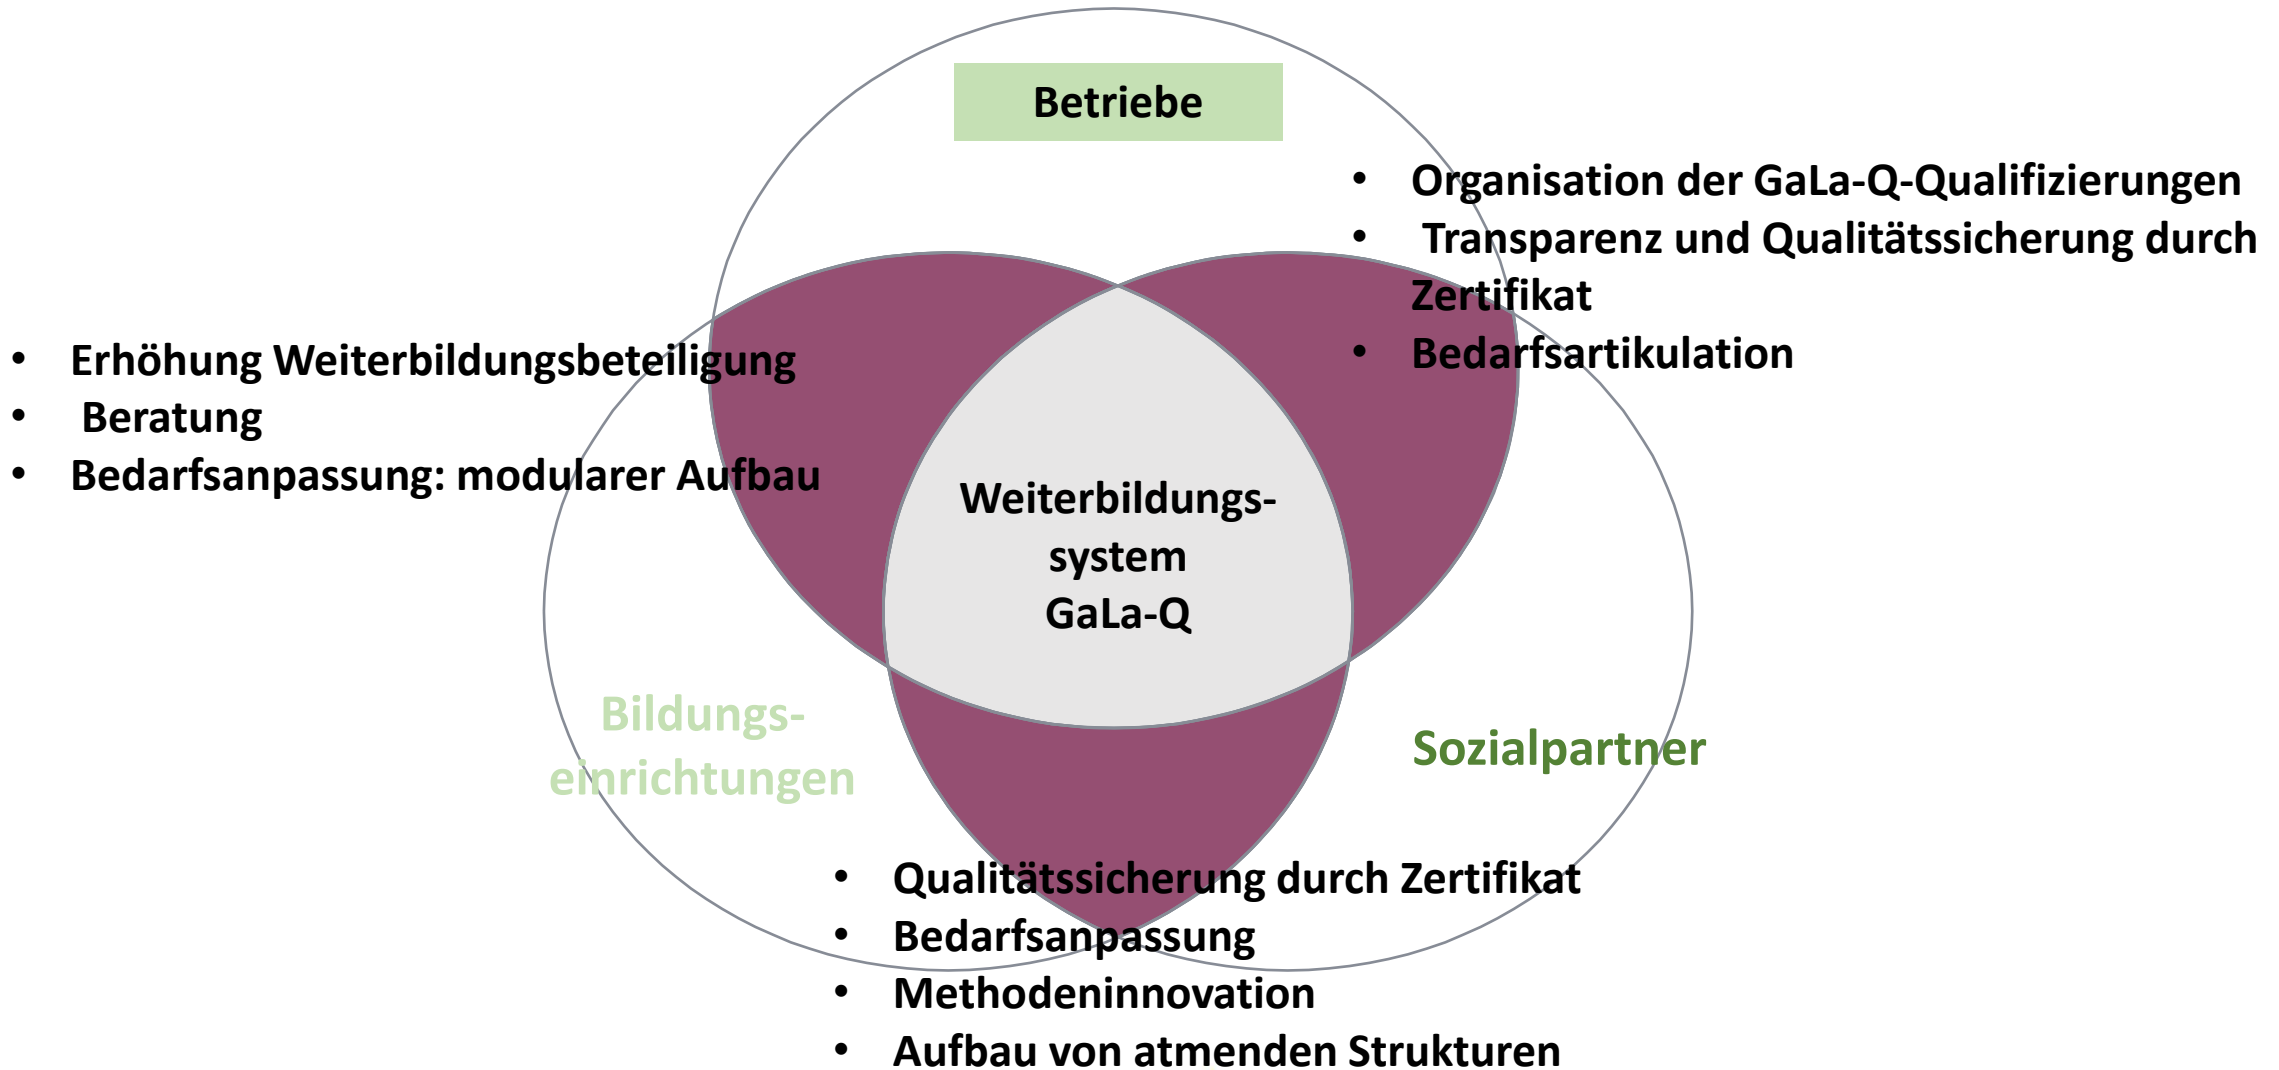 Betriebe
• Organisation der GaLa-Q-Qualifizierungen
• Transparenz und Qualitätssicherung durch
Zertifikat
• Bedarfsartikulation
• Erhöhung Weiterbildungsbeteiligung
• Beratung
• Bedarfsanpassung: modularer Aufbau
Weiterbildungs-
system
GaLa-Q
Bildungs-
einrichtungen
Sozialpartner
• Qualitätssicherung durch Zertifikat
• Bedarfsanpassung
• Methodeninnovation
• Aufbau von atmenden Strukturen